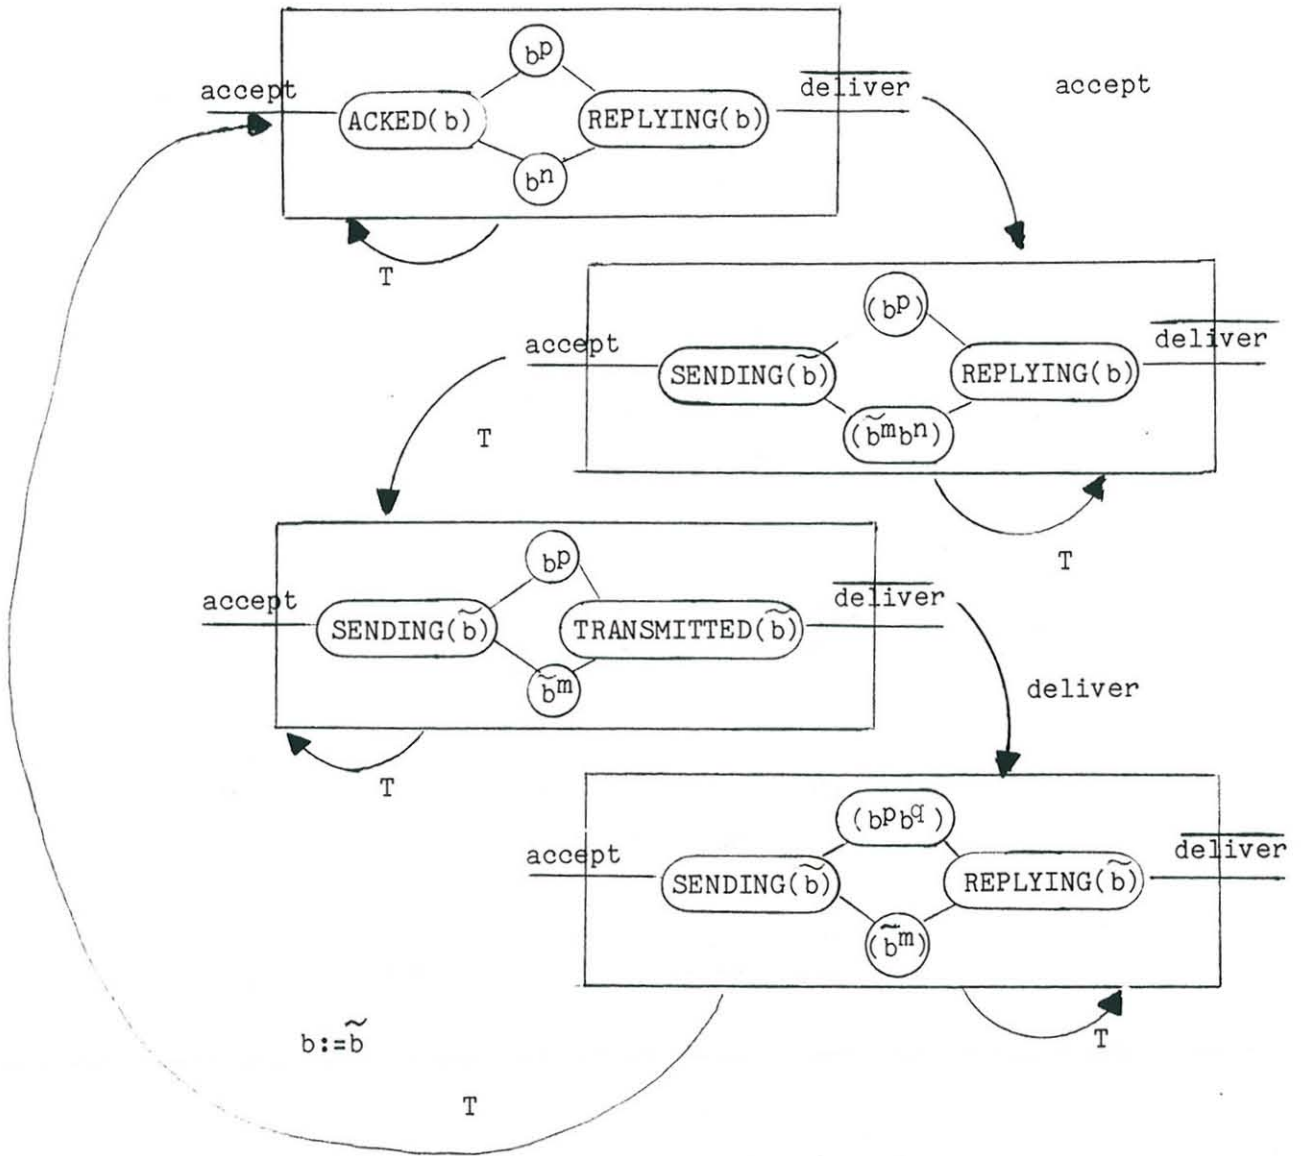 bᵖ
accept
deliver
accept
ACKED(b)
REPLYING(b)
bⁿ
T
(bᵖ)
accept
deliver
SENDING(b̃)
REPLYING(b)
(b̃ᵐbⁿ)
T
T
bᵖ
accept
deliver
SENDING(b̃)
TRANSMITTED(b̃)
b̃ᵐ
deliver
T
(bᵖb^q)
accept
deliver
SENDING(b̃)
REPLYING(b̃)
(b̃ᵐ)
T
b:=b̃
T